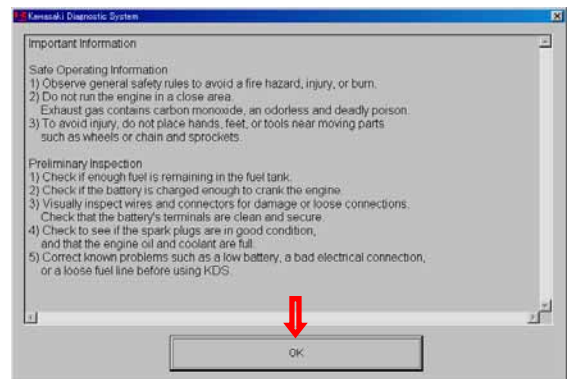 Kawasaki Diagnostic System
Important Information
Safe Operating Information
1) Observe general safety rules to avoid a fire hazard, injury, or burn.
2) Do not run the engine in a close area.
Exhaust gas contains carbon monoxide, an odorless and deadly poison.
3) To avoid injury, do not place hands, feet, or tools near moving parts
such as wheels or chain and sprockets.
Preliminary Inspection
1) Check if enough fuel is remaining in the fuel tank.
2) Check if the battery is charged enough to crank the engine.
3) Visually inspect wires and connectors for damage or loose connections.
Check that the battery's terminals are clean and secure.
4) Check to see if the spark plugs are in good condition,
and that the engine oil and coolant are full.
5) Correct known problems such as a low battery, a bad electrical connection,
or a loose fuel line before using KDS.
OK